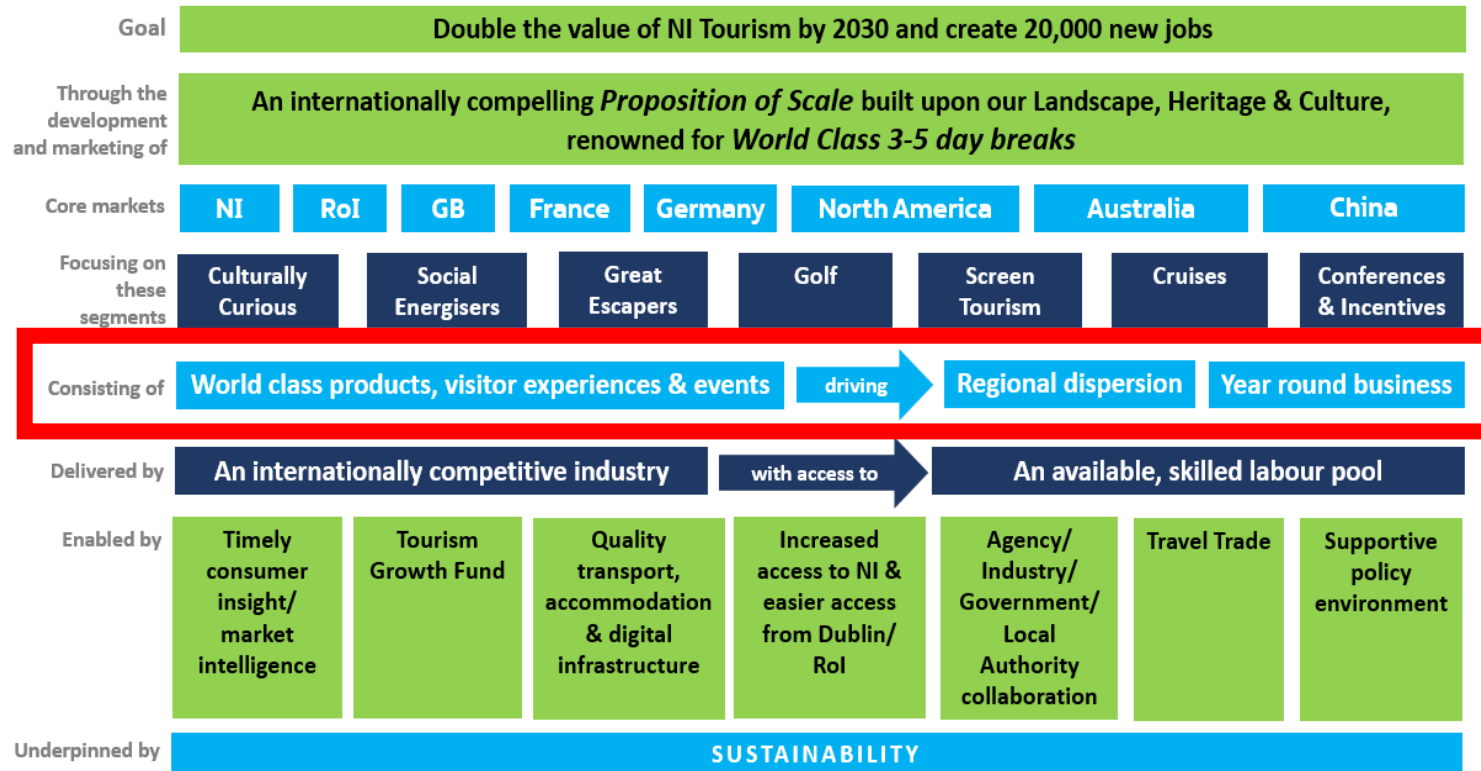 Goal
Double the value of NI Tourism by 2030 and create 20,000 new jobs
Through the
development
and marketing of
An internationally compelling Proposition of Scale built upon our Landscape, Heritage & Culture,
renowned for World Class 3-5 day breaks
Core markets
NI
RoI
GB
France
Germany
North America
Australia
China
Focusing on
these
segments
Culturally
Curious
Social
Energisers
Great
Escapers
Golf
Screen
Tourism
Cruises
Conferences
& Incentives
Consisting of
World class products, visitor experiences & events
driving
Regional dispersion
Year round business
Delivered by
An internationally competitive industry
with access to
An available, skilled labour pool
Enabled by
Timely
consumer
insight/
market
intelligence
Tourism
Growth Fund
Quality
transport,
accommodation
& digital
infrastructure
Increased
access to NI &
easier access
from Dublin/
RoI
Agency/
Industry/
Government/
Local
Authority
collaboration
Travel Trade
Supportive
policy
environment
Underpinned by
SUSTAINABILITY